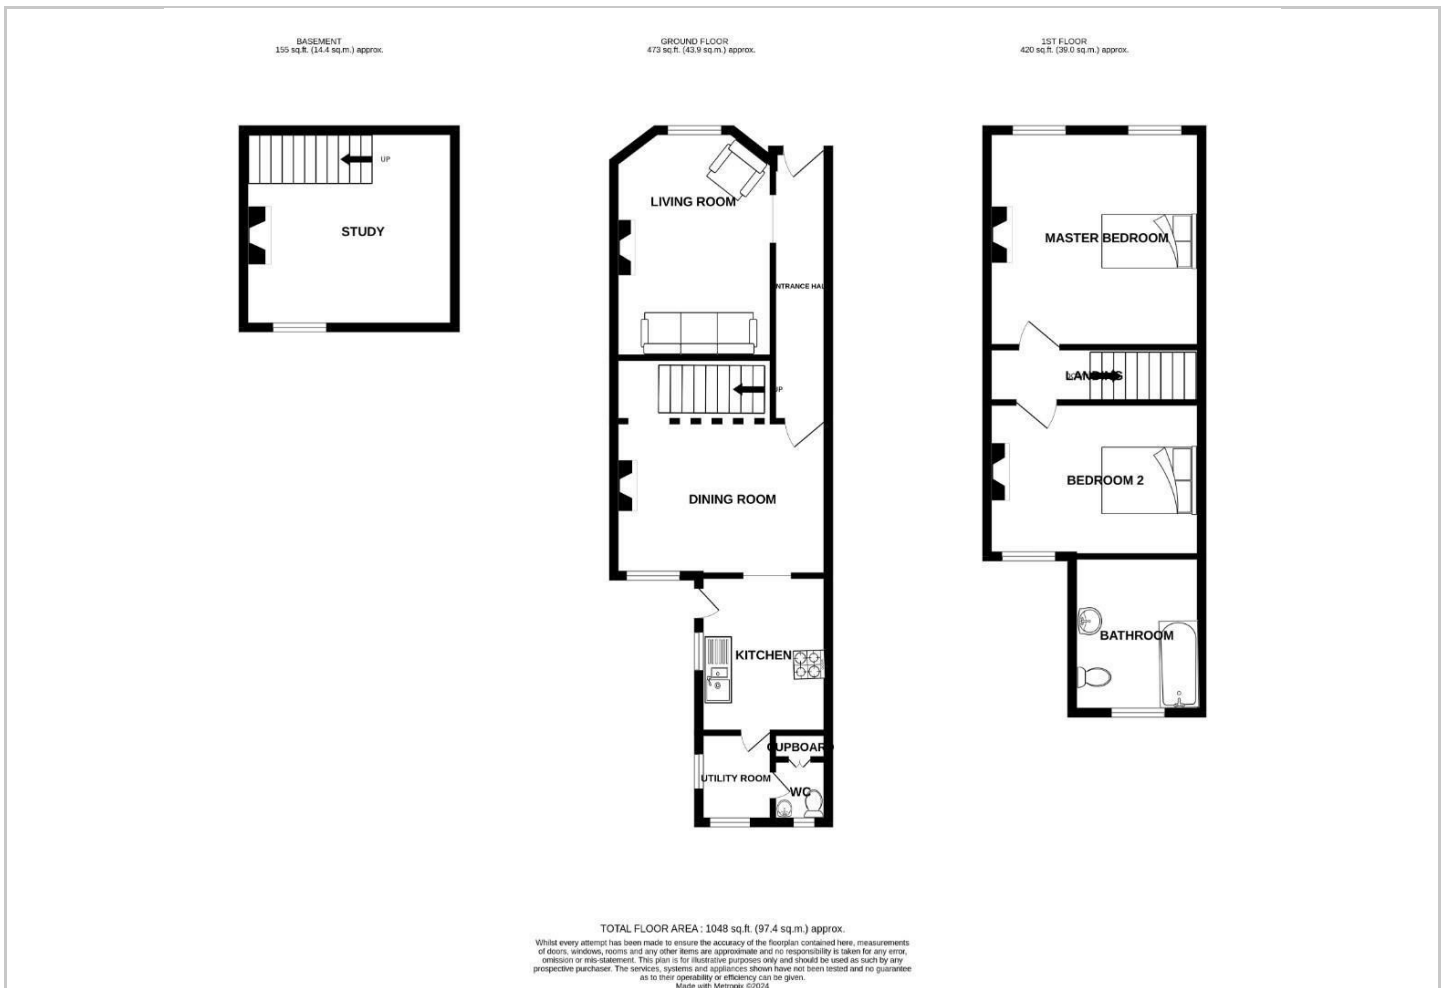 BASEMENT
155 sq.ft. (14.4 sq.m.) approx.
GROUND FLOOR
473 sq.ft. (43.9 sq.m.) approx.
1ST FLOOR
420 sq.ft. (39.0 sq.m.) approx.
UP
STUDY
LIVING ROOM
NTRANCE HAL
UP
DINING ROOM
KITCHEN
CUPBOARD
UTILITY ROOM
WC
MASTER BEDROOM
LANDING
BEDROOM 2
BATHROOM
TOTAL FLOOR AREA : 1048 sq.ft. (97.4 sq.m.) approx.
Whilst every attempt has been made to ensure the accuracy of the floorplan contained here, measurements
of doors, windows, rooms and any other items are approximate and no responsibility is taken for any error,
omission or mis-statement. This plan is for illustrative purposes only and should be used as such by any
prospective purchaser. The services, systems and appliances shown have not been tested and no guarantee
as to their operability or efficiency can be given.
Made with Metropix ©2024